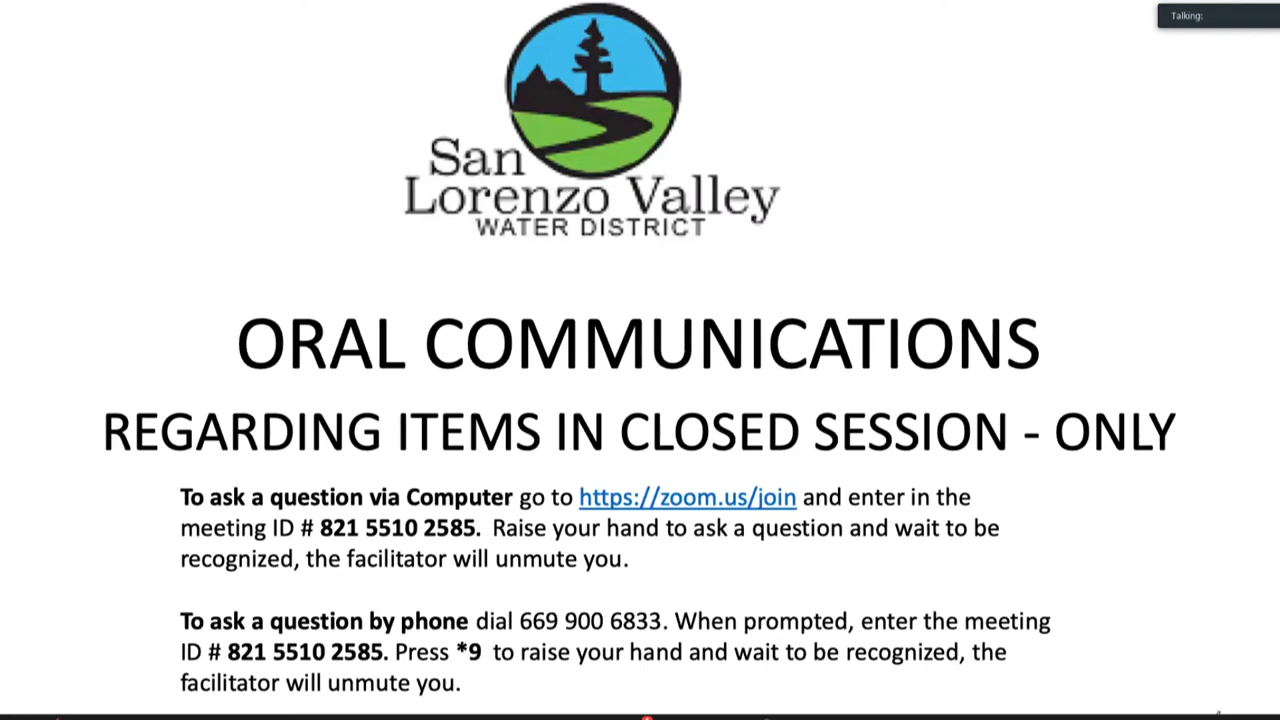 Talking:
San
Lorenzo Valley
WATER DISTRICT
ORAL COMMUNICATIONS
REGARDING ITEMS IN CLOSED SESSION - ONLY
To ask a question via Computer go to https://zoom.us/join and enter in the
meeting ID # 821 5510 2585. Raise your hand to ask a question and wait to be
recognized, the facilitator will unmute you.
To ask a question by phone dial 669 900 6833. When prompted, enter the meeting
ID # 821 5510 2585. Press *9 to raise your hand and wait to be recognized, the
facilitator will unmute you.